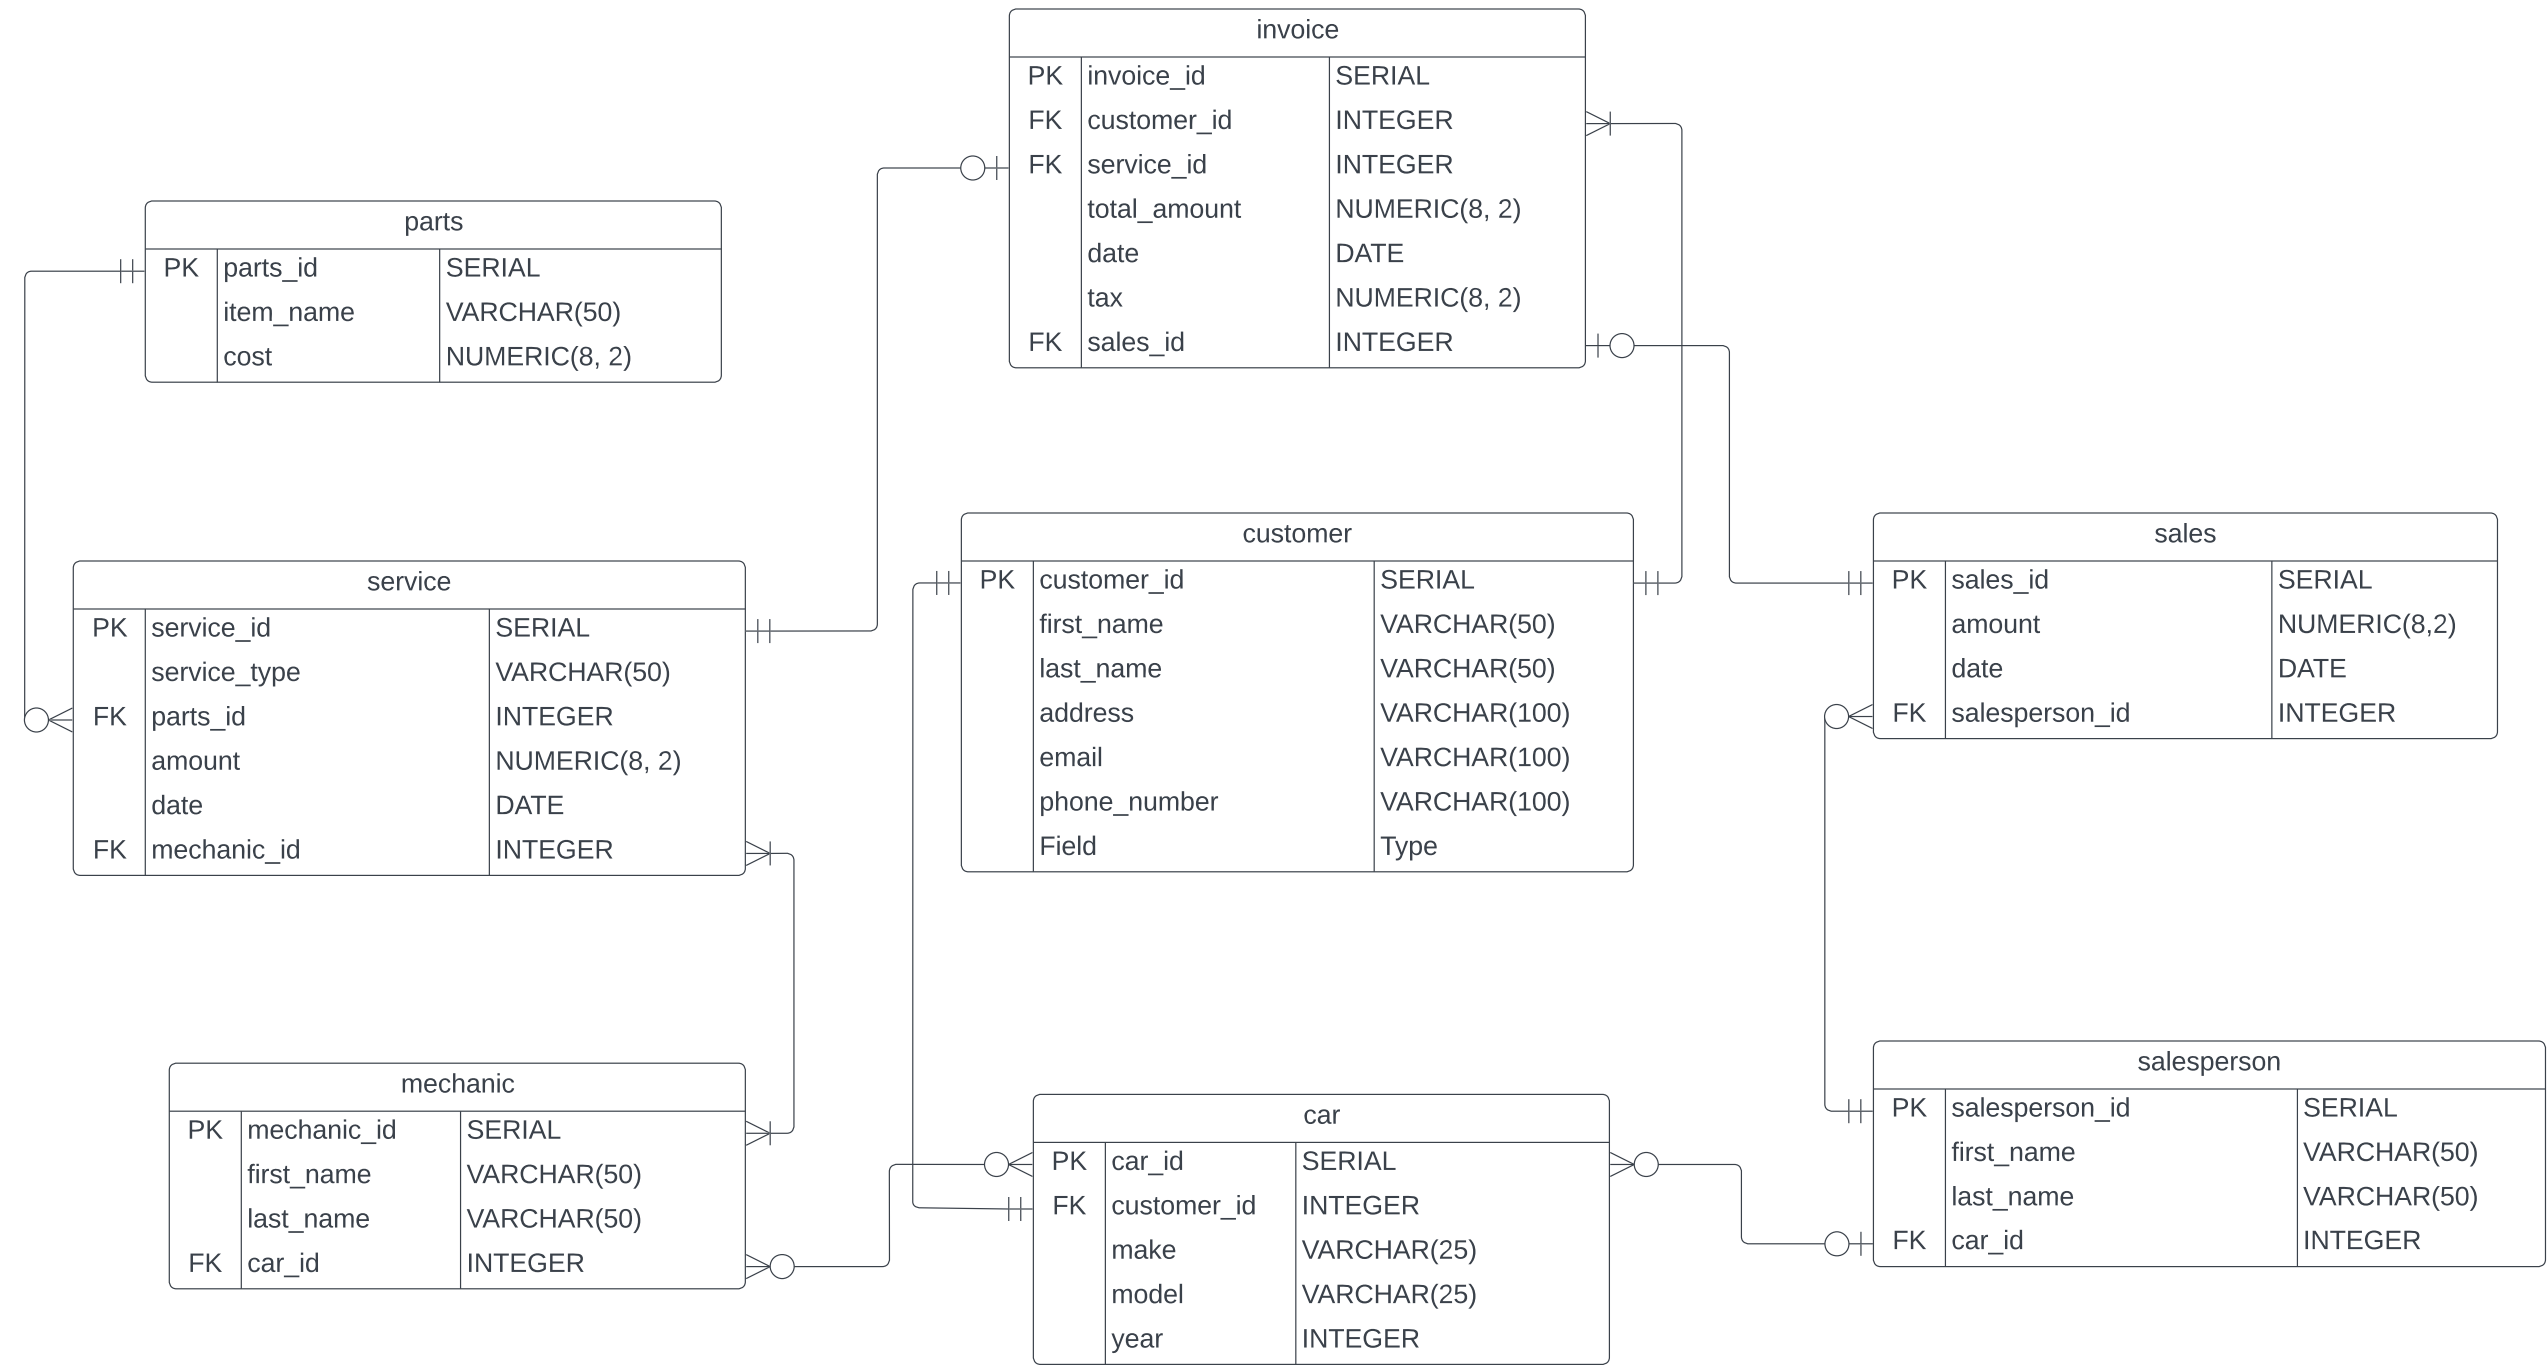 invoice
PK invoice_id SERIAL
FK customer_id INTEGER
FK service_id INTEGER
total_amount NUMERIC(8, 2)
date DATE
tax NUMERIC(8, 2)
FK sales_id INTEGER
parts
PK parts_id SERIAL
item_name VARCHAR(50)
cost NUMERIC(8, 2)
service
PK service_id SERIAL
service_type VARCHAR(50)
FK parts_id INTEGER
amount NUMERIC(8, 2)
date DATE
FK mechanic_id INTEGER
customer
PK customer_id SERIAL
first_name VARCHAR(50)
last_name VARCHAR(50)
address VARCHAR(100)
email VARCHAR(100)
phone_number VARCHAR(100)
Field Type
sales
PK sales_id SERIAL
amount NUMERIC(8,2)
date DATE
FK salesperson_id INTEGER
mechanic
PK mechanic_id SERIAL
first_name VARCHAR(50)
last_name VARCHAR(50)
FK car_id INTEGER
car
PK car_id SERIAL
FK customer_id INTEGER
make VARCHAR(25)
model VARCHAR(25)
year INTEGER
salesperson
PK salesperson_id SERIAL
first_name VARCHAR(50)
last_name VARCHAR(50)
FK car_id INTEGER